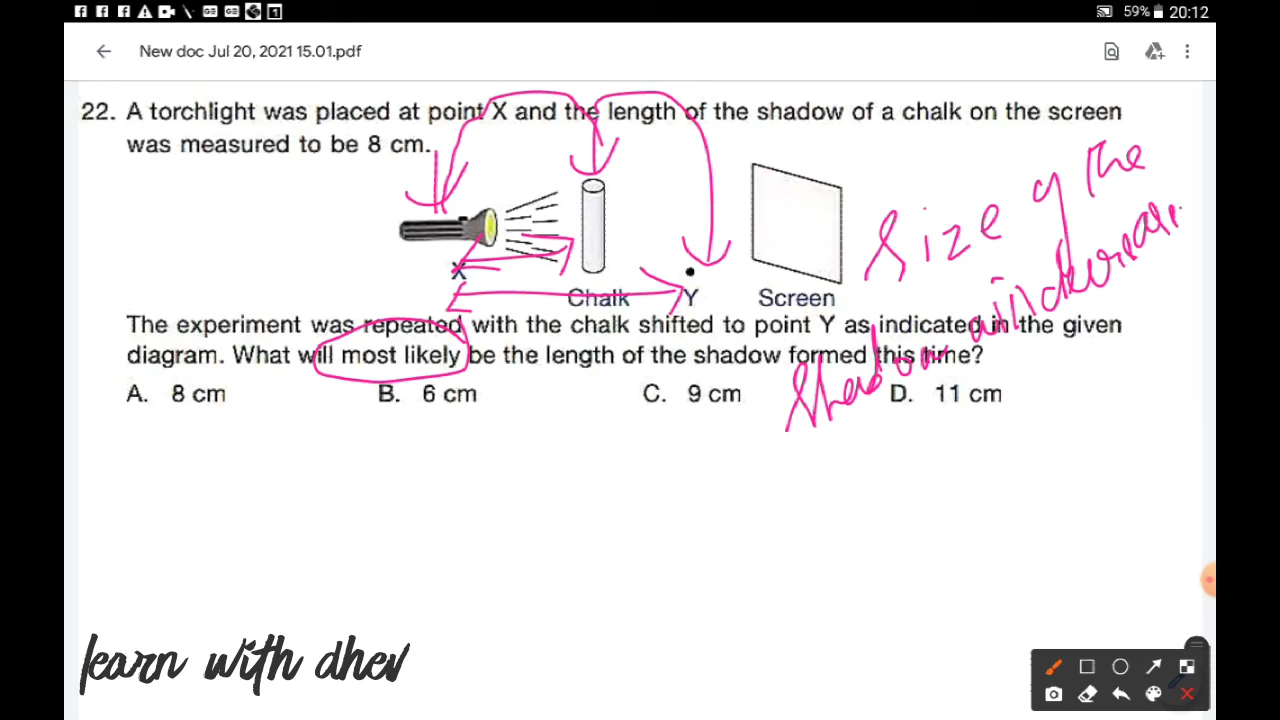 59% 20:12
New doc Jul 20, 2021 15.01.pdf
22. A torchlight was placed at point X and the length of the shadow of a chalk on the screen
was measured to be 8 cm.
X
Chalk
Y
Screen
Size of the
shadow will decrease
The experiment was repeated with the chalk shifted to point Y as indicated in the given
diagram. What will most likely be the length of the shadow formed this time?
A. 8 cm B. 6 cm C. 9 cm D. 11 cm
learn with dhev